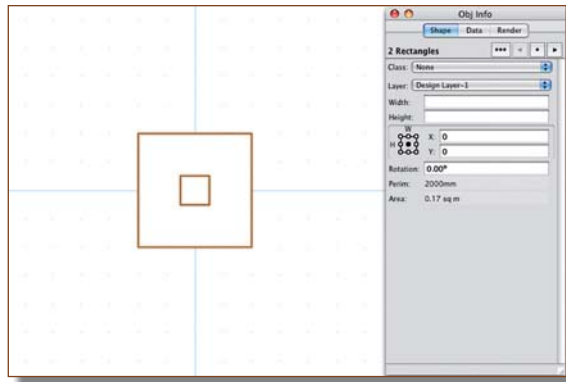 Obj Info
Shape Data Render
2 Rectangles
Class: None
Layer: Design Layer-1
Width:
Height:
W
H X: 0
Y: 0
Rotation: 0.00°
Perim: 2000mm
Area: 0.17 sq m